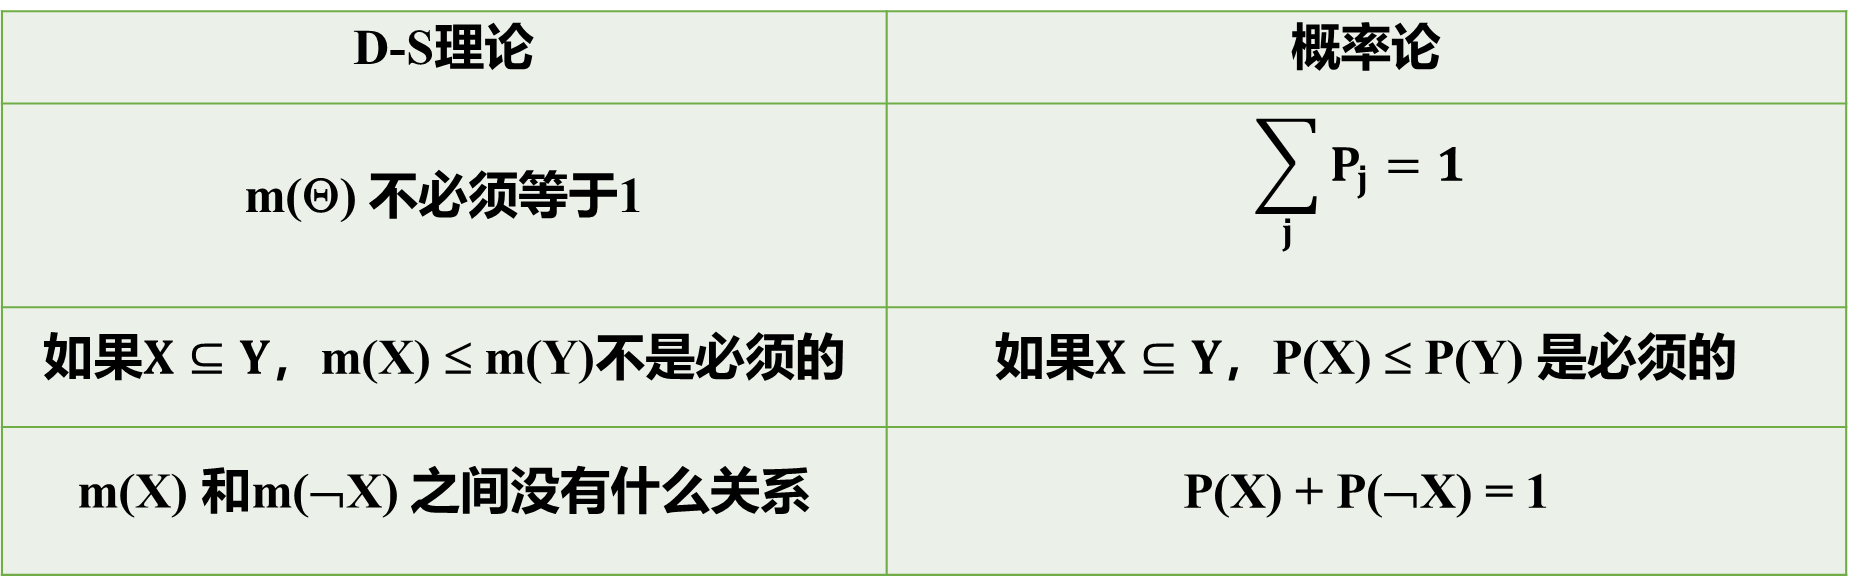 D-S理论
概率论
m(Θ) 不必须等于1
∑ⱼ Pⱼ = 1
如果X ⊆ Y，m(X) ≤ m(Y)不是必须的
如果X ⊆ Y，P(X) ≤ P(Y) 是必须的
m(X) 和m(¬X) 之间没有什么关系
P(X) + P(¬X) = 1